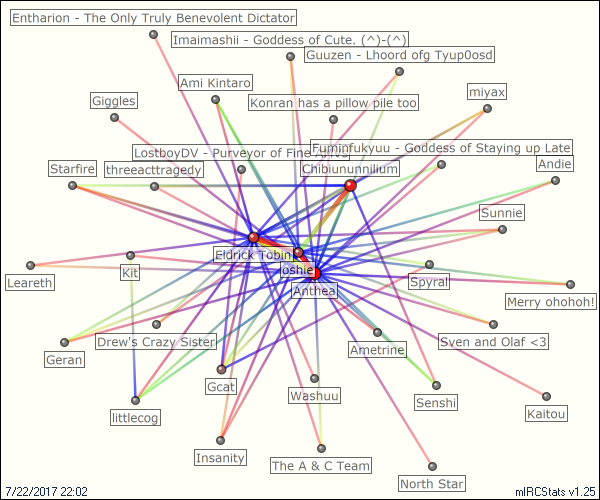 Entharion - The Only Truly Benevolent Dictator
Imaimashii - Goddess of Cute. (^)-(^)
Guuzen - Lhoord ofg Tyup0osd
Ami Kintaro
miyax
Giggles
Konran has a pillow pile too
LostboyDV - Purveyor of Fine
Fumipfukyuu - Goddess of Staying up Late
Starfire
threeacttragedy
Chibiununnilium
Andie
Sunnie
Eldrick Tobin
Joshie
Leareth
Kit
Spyral
Anthea
Merry ohohoh!
Drew's Crazy Sister
Geran
Ametrine
Sven and Olaf <3
Gcat
Washuu
Senshi
Kaitou
littlecog
Insanity
The A & C Team
North Star
7/22/2017 22:02
mIRCStats v1.25